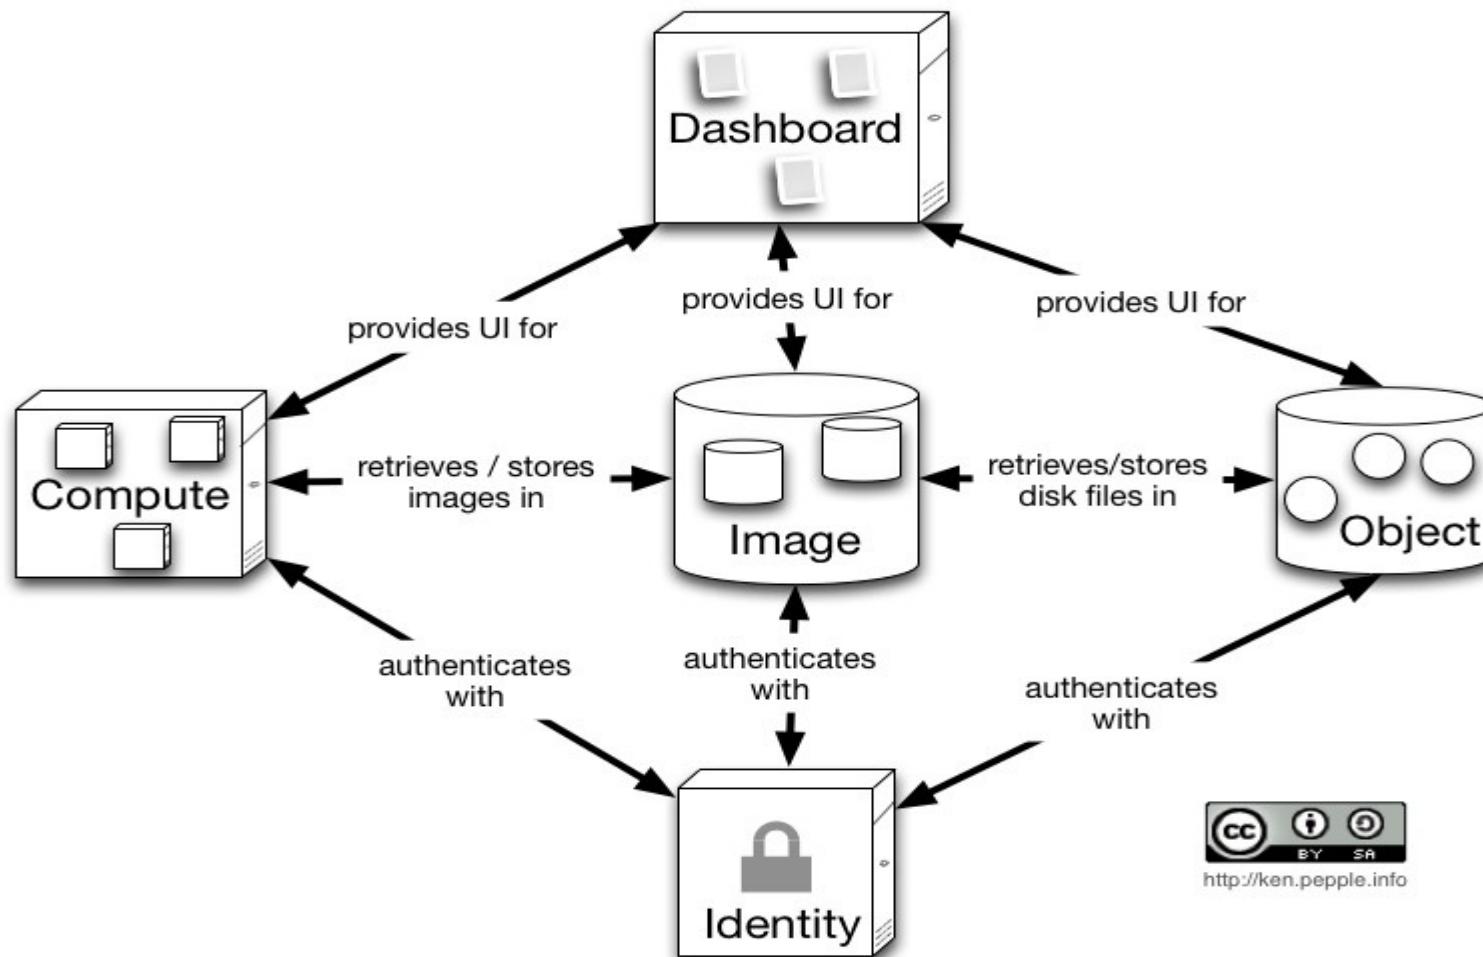 Dashboard
provides UI for
provides UI for
provides UI for
Compute
retrieves / stores
images in
Image
retrieves/stores
disk files in
Object
authenticates
with
authenticates
with
authenticates
with
Identity
cc
BY SA
http://ken.pepple.info